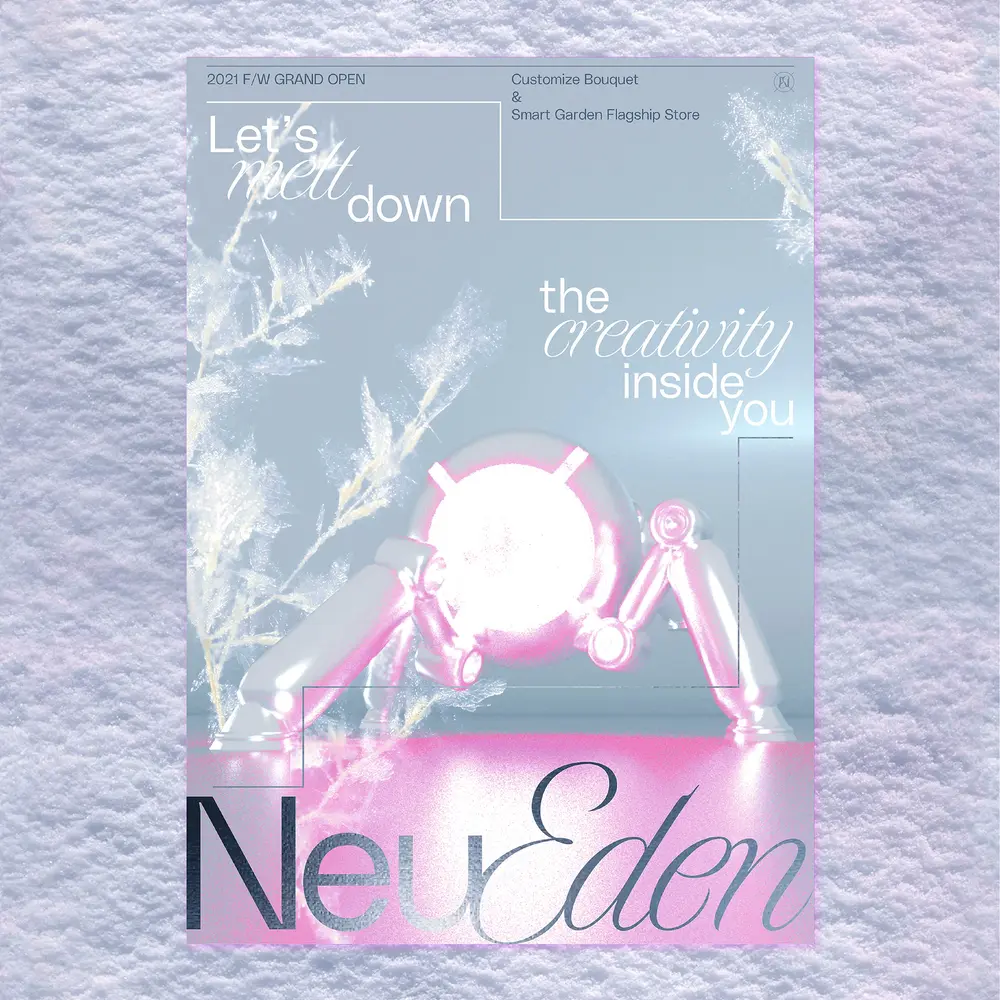 2021 F/W GRAND OPEN
Customize Bouquet
&
Smart Garden Flagship Store
Let's
melt
down
the
creativity
inside
you
NeuEden